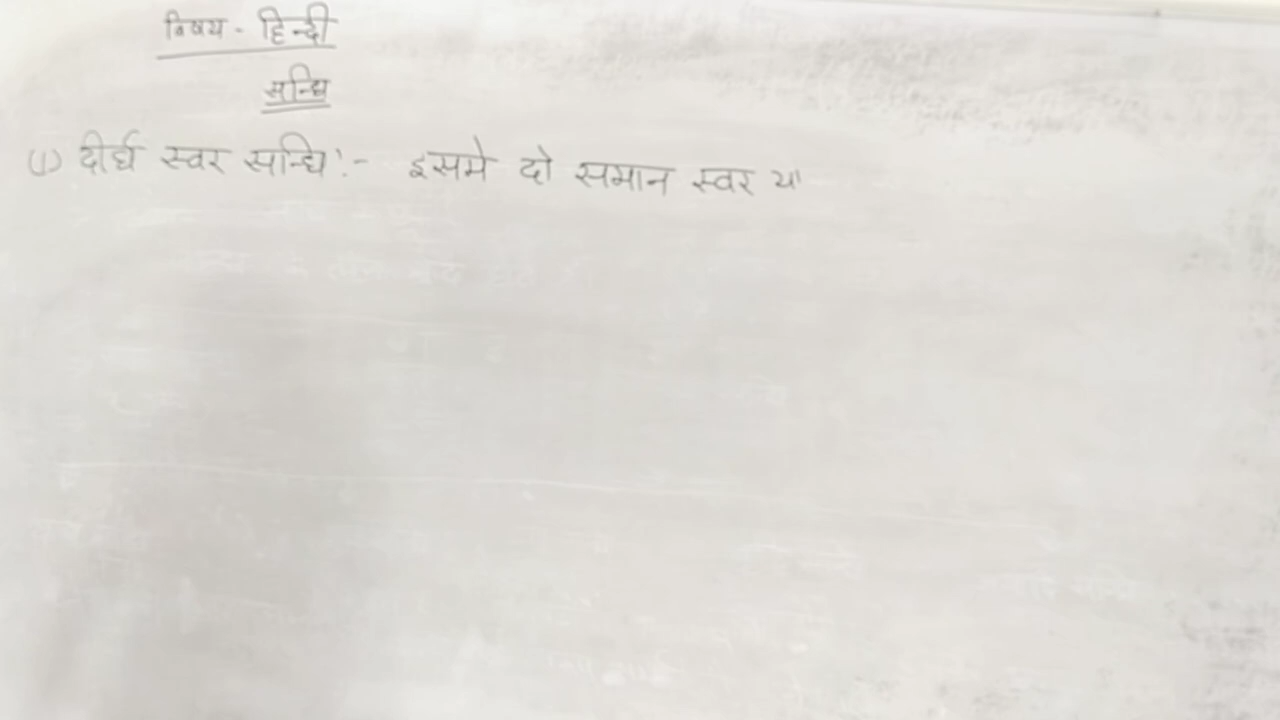 विषय - हिन्दी
सन्धि
(1) दीर्घ स्वर सन्धि :- इसमे दो समान स्वर या